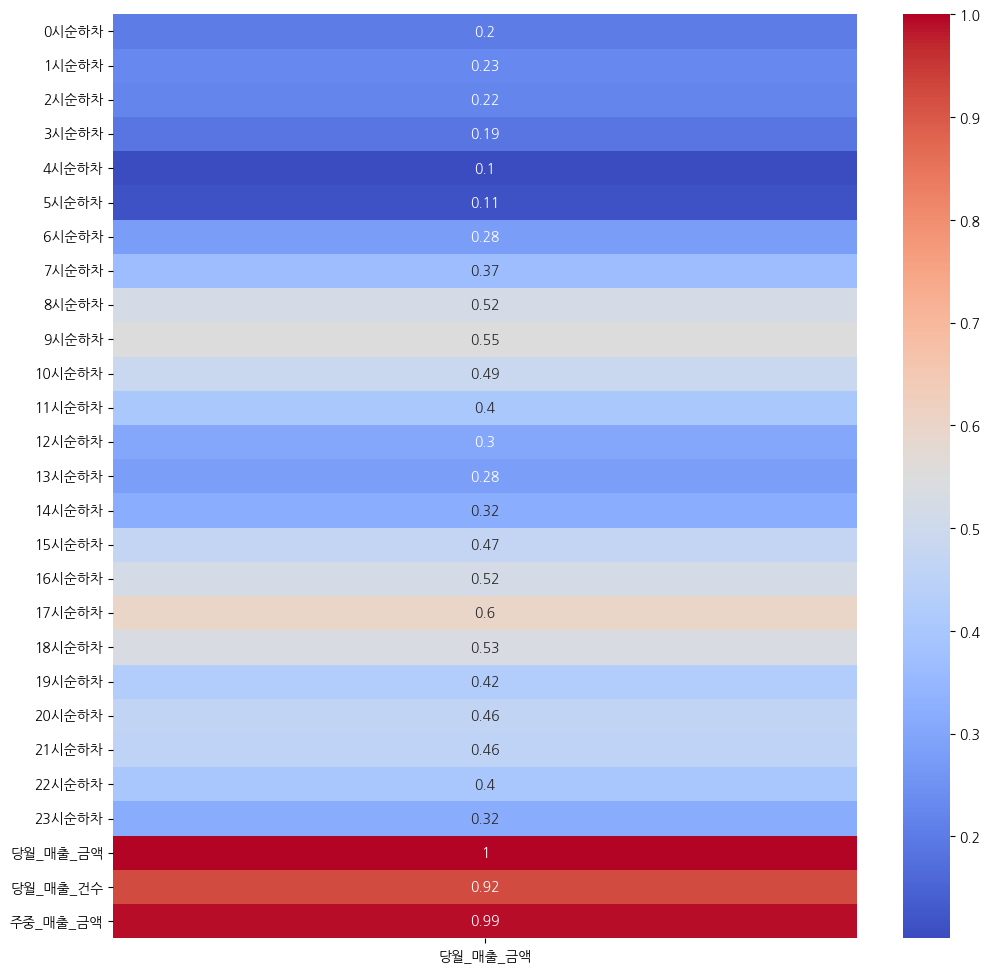 0시순하차 0.2
1시순하차 0.23
2시순하차 0.22
3시순하차 0.19
4시순하차 0.1
5시순하차 0.11
6시순하차 0.28
7시순하차 0.37
8시순하차 0.52
9시순하차 0.55
10시순하차 0.49
11시순하차 0.4
12시순하차 0.3
13시순하차 0.28
14시순하차 0.32
15시순하차 0.47
16시순하차 0.52
17시순하차 0.6
18시순하차 0.53
19시순하차 0.42
20시순하차 0.46
21시순하차 0.46
22시순하차 0.4
23시순하차 0.32
당월_매출_금액 1
당월_매출_건수 0.92
주중_매출_금액 0.99
당월_매출_금액
1.0
0.9
0.8
0.7
0.6
0.5
0.4
0.3
0.2